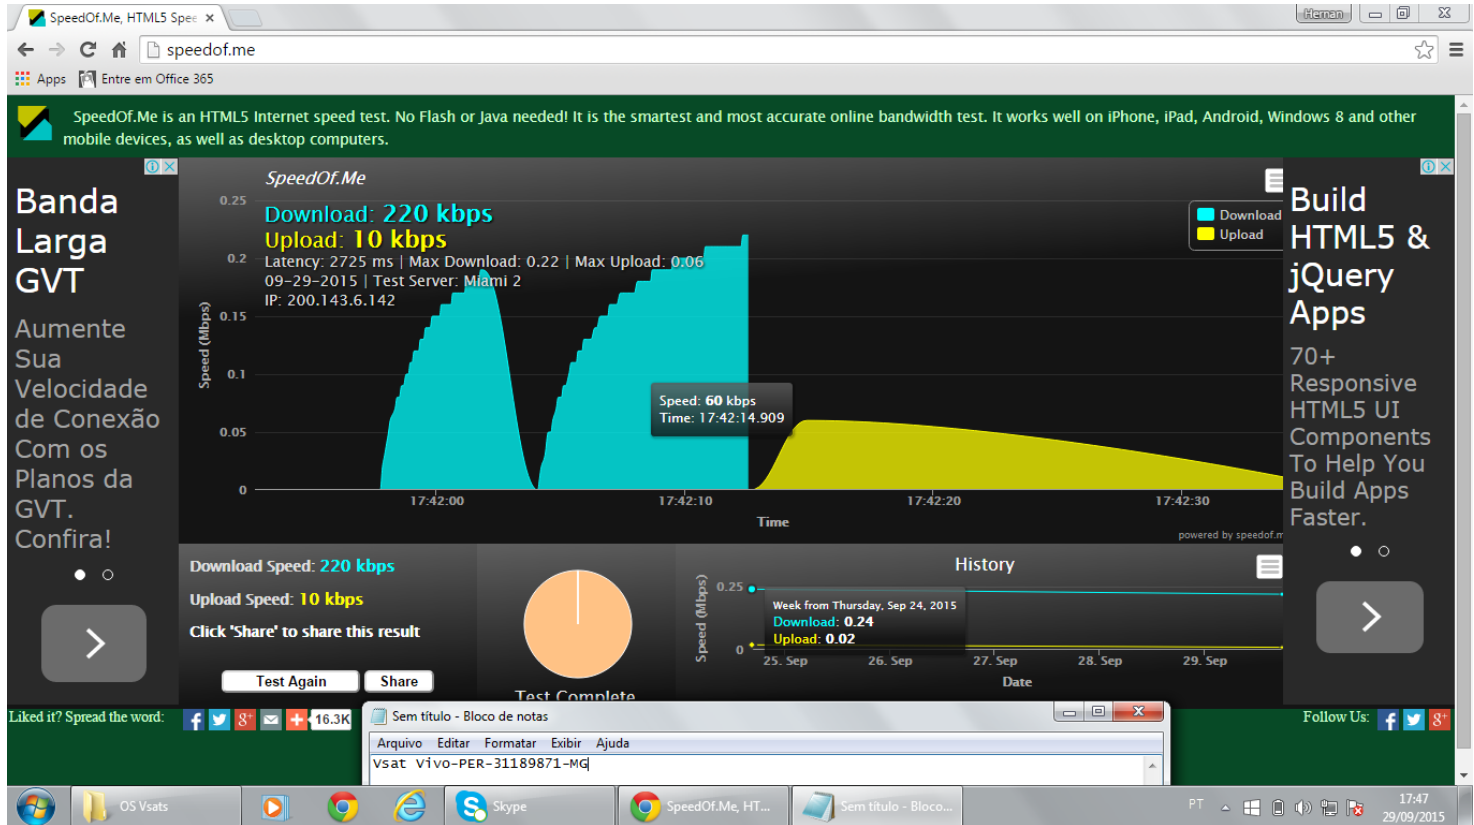 SpeedOf.Me, HTML5 Spee
Hernan
speedof.me
Apps
Entre em Office 365
SpeedOf.Me is an HTML5 Internet speed test. No Flash or Java needed! It is the smartest and most accurate online bandwidth test. It works well on iPhone, iPad, Android, Windows 8 and other
mobile devices, as well as desktop computers.
Banda
Larga
GVT
Aumente
Sua
Velocidade
de Conexão
Com os
Planos da
GVT.
Confira!
SpeedOf.Me
Download: 220 kbps
Upload: 10 kbps
Latency: 2725 ms | Max Download: 0.22 | Max Upload: 0.06
09-29-2015 | Test Server: Miami 2
IP: 200.143.6.142
Download
Upload
Speed (Mbps)
0.25
0.2
0.15
0.1
0.05
0
Speed: 60 kbps
Time: 17:42:14.909
17:42:00
17:42:10
17:42:20
17:42:30
Time
powered by speedof.m
Build
HTML5 &
jQuery
Apps
70+
Responsive
HTML5 UI
Components
To Help You
Build Apps
Faster.
Download Speed: 220 kbps
Upload Speed: 10 kbps
Click 'Share' to share this result
Test Again
Share
Test Complete
History
Speed (Mbps)
0.25
0
Week from Thursday, Sep 24, 2015
Download: 0.24
Upload: 0.02
25. Sep
26. Sep
27. Sep
28. Sep
29. Sep
Date
Liked it? Spread the word:
16.3K
Follow Us:
Sem título - Bloco de notas
Arquivo Editar Formatar Exibir Ajuda
Vsat Vivo-PER-31189871-MG
OS Vsats
Skype
SpeedOf.Me, HT...
Sem título - Bloco...
PT
17:47
29/09/2015